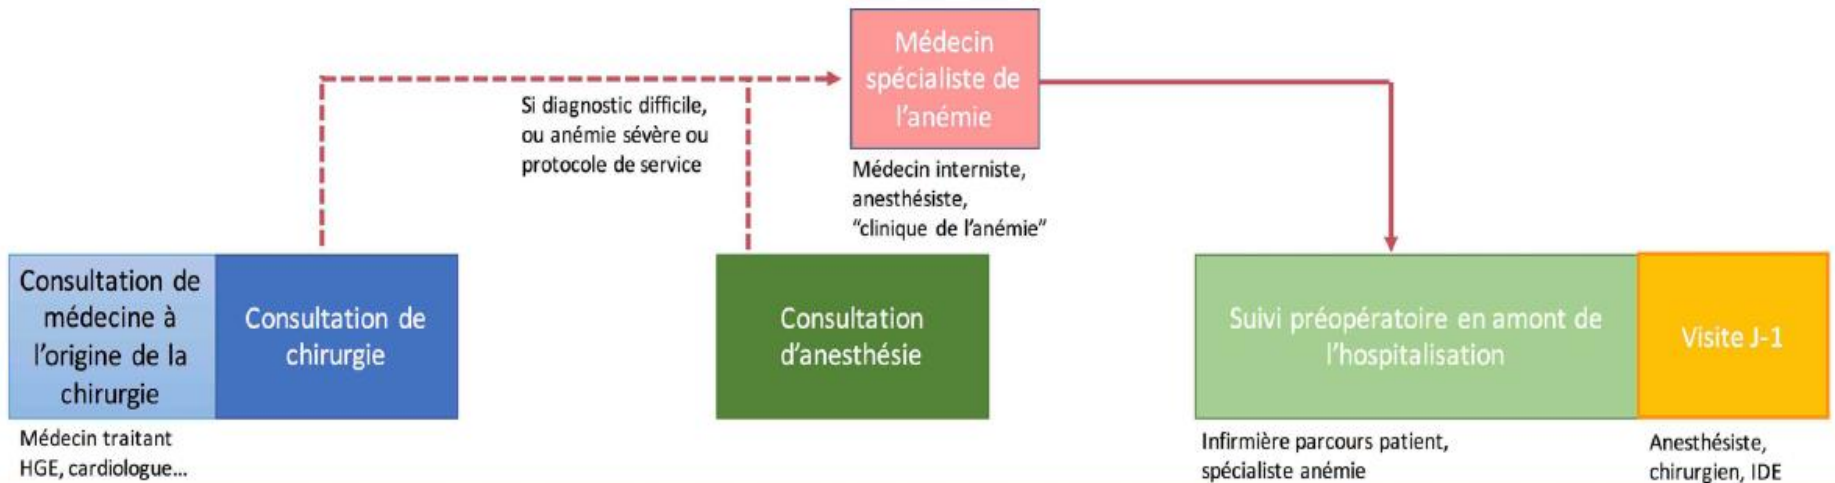 Médecin
spécialiste de
l'anémie
Si diagnostic difficile,
ou anémie sévère ou
protocole de service
Médecin interniste,
anesthésiste,
“clinique de l'anémie”
Consultation de
médecine à
l'origine de la
chirurgie
Consultation de
chirurgie
Consultation
d'anesthésie
Suivi préopératoire en amont de
l'hospitalisation
Visite J-1
Médecin traitant
HGE, cardiologue...
Infirmière parcours patient,
spécialiste anémie
Anesthésiste,
chirurgien, IDE